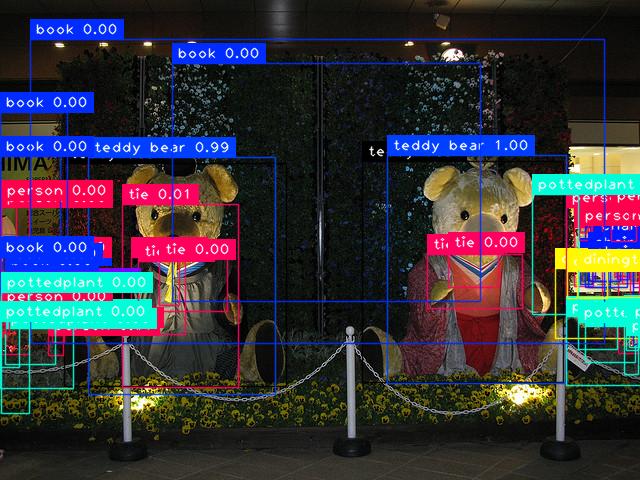 book 0.00
book 0.00
book 0.00
book 0.00
teddy bear 0.99
te
teddy bear 1.00
IMA
person 0.00
tie 0.01
pottedplant
pers
person
book 0.00
tie
tie 0.00
tie
tie 0.00
diningt
pottedplant 0.00
person 0.00
pottedplant 0.00
potte